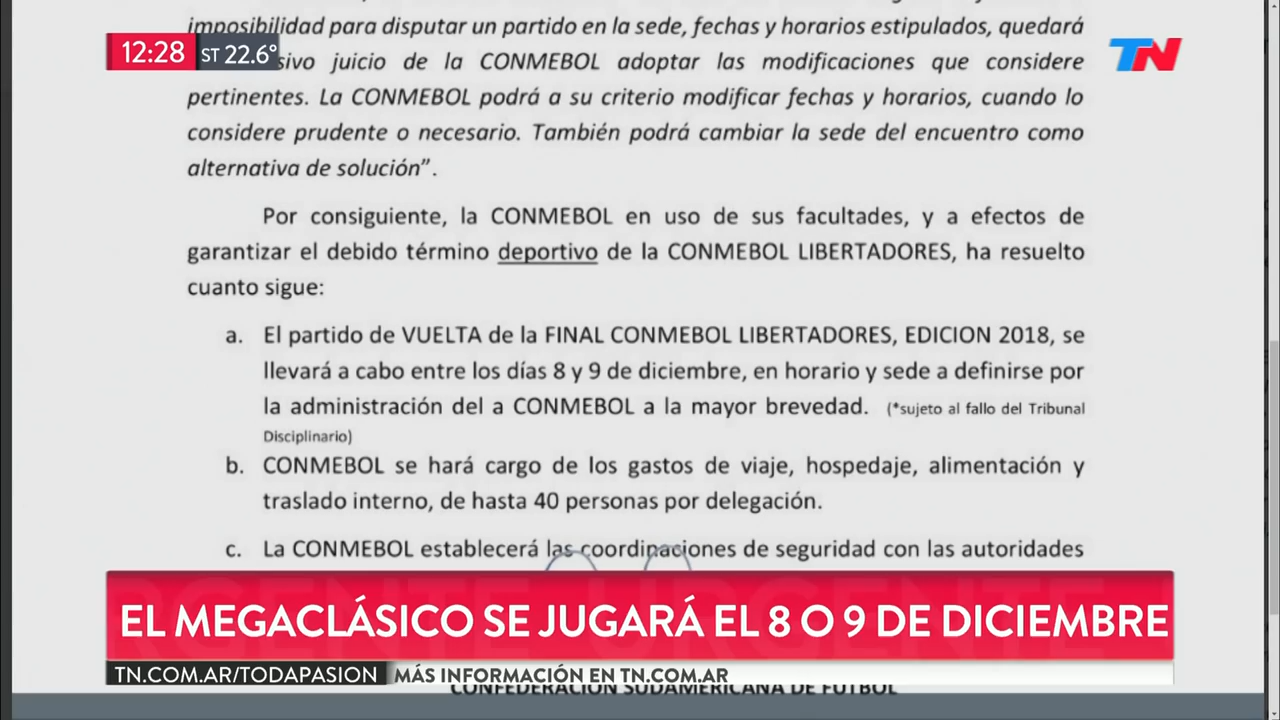 imposibilidad para disputar un partido en la sede, fechas y horarios estipulados, quedará
12:28 ST 22.6° TN
juicio de la CONMEBOL adoptar las modificaciones que considere
pertinentes. La CONMEBOL podrá a su criterio modificar fechas y horarios, cuando lo
considere prudente o necesario. También podrá cambiar la sede del encuentro como
alternativa de solución”.
Por consiguiente, la CONMEBOL en uso de sus facultades, y a efectos de
garantizar el debido término deportivo de la CONMEBOL LIBERTADORES, ha resuelto
cuanto sigue:
a. El partido de VUELTA de la FINAL CONMEBOL LIBERTADORES, EDICION 2018, se
llevará a cabo entre los días 8 y 9 de diciembre, en horario y sede a definirse por
la administración del a CONMEBOL a la mayor brevedad. (*sujeto al fallo del Tribunal
Disciplinario)
b. CONMEBOL se hará cargo de los gastos de viaje, hospedaje, alimentación y
traslado interno, de hasta 40 personas por delegación.
c. La CONMEBOL establecerá las coordinaciones de seguridad con las autoridades
EL MEGACLÁSICO SE JUGARÁ EL 8 O 9 DE DICIEMBRE
TN.COM.AR/TODAPASION MÁS INFORMACIÓN EN TN.COM.AR
CONFEDERACIÓN SUDAMERICANA DE FÚTBOL